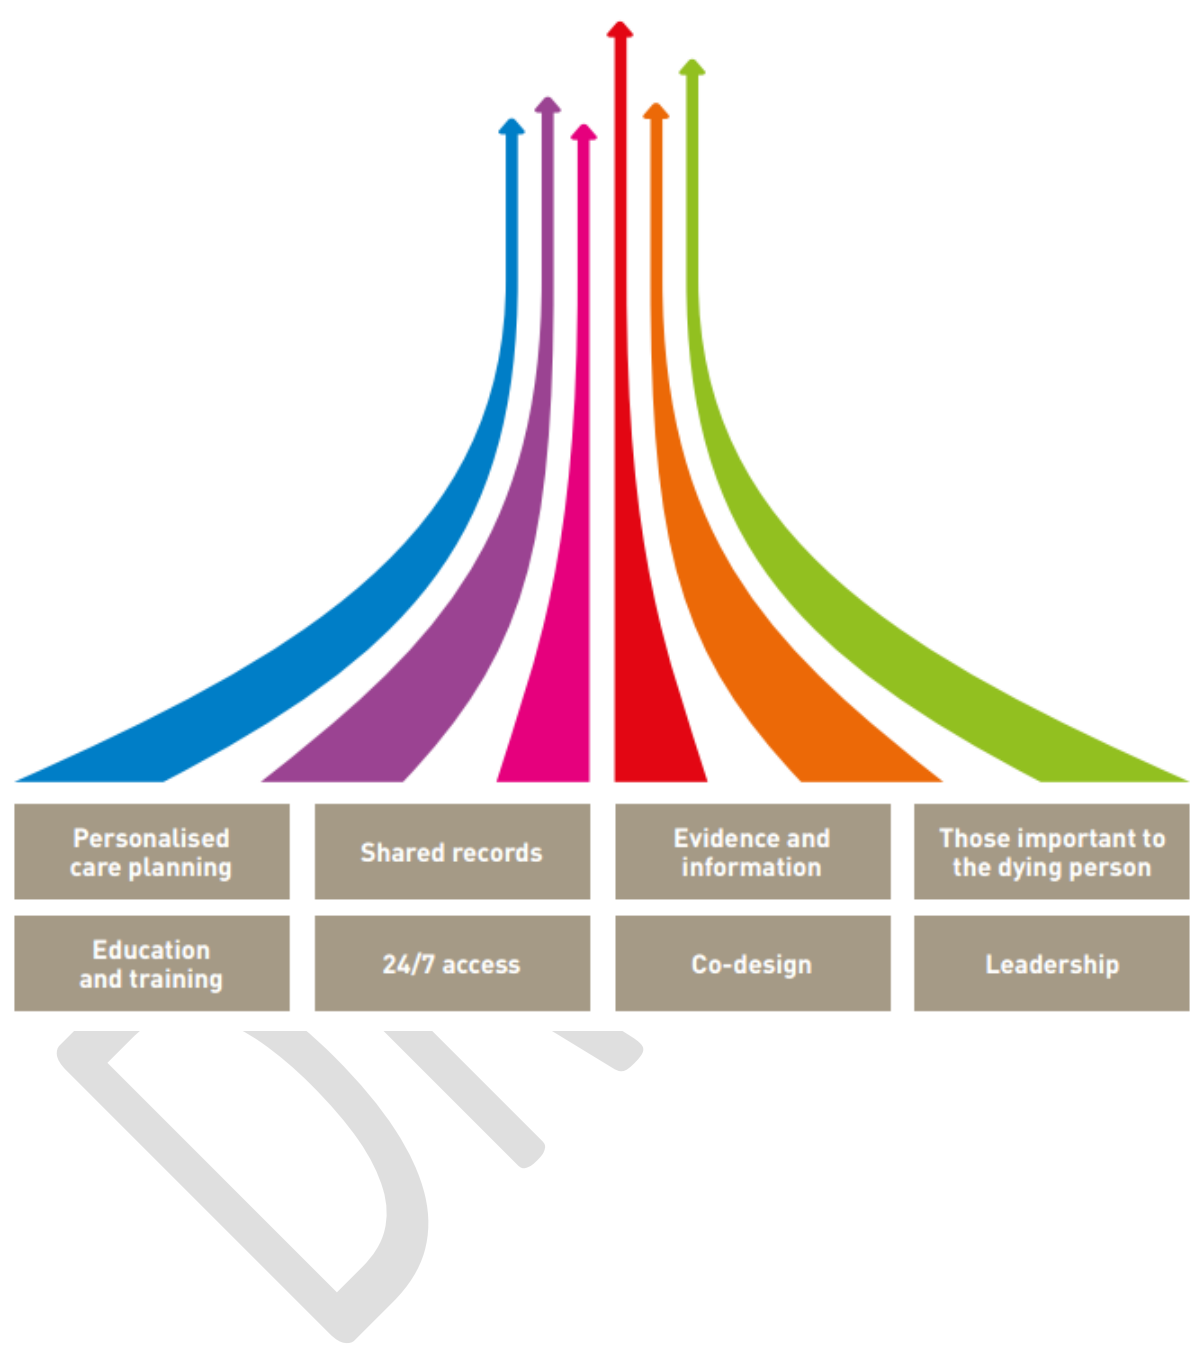 Personalised
care planning
Shared records
Evidence and
information
Those important to
the dying person
Education
and training
24/7 access
Co-design
Leadership